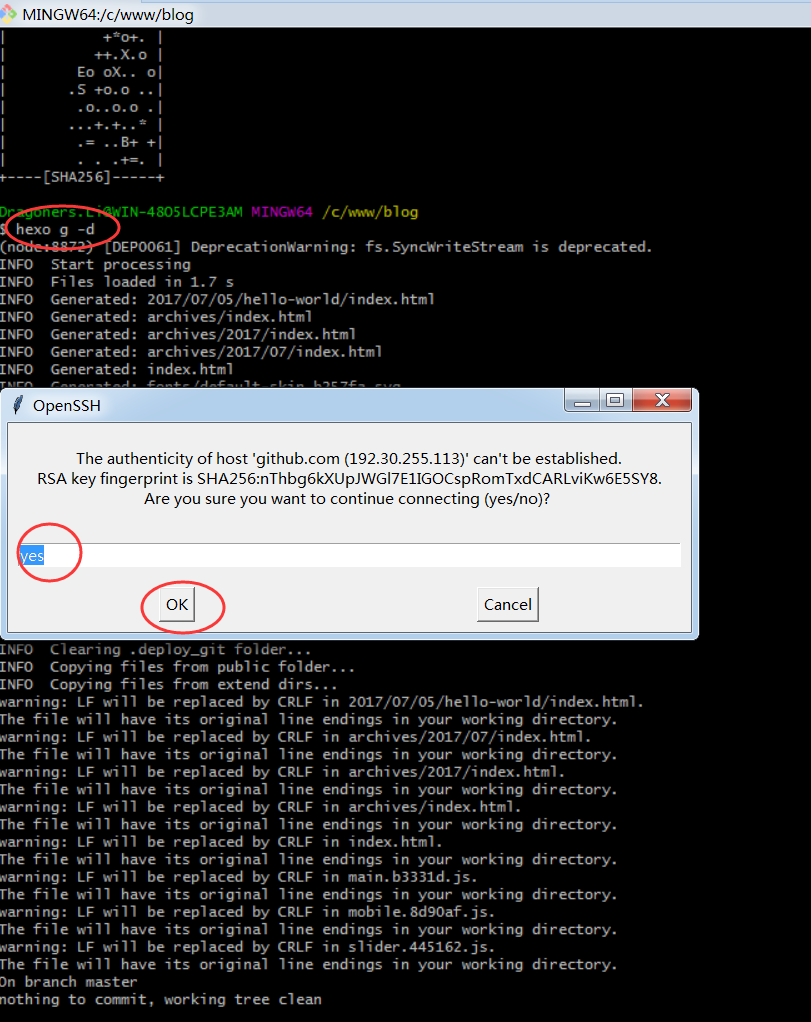 MINGW64:/c/www/blog
|           +*o+. |
|          ++.X.o |
|        Eo oX.. o|
|       .S +o.o ..|
|        .o..o.o .|
|       ...+.+..* |
|        .= ..B+ +|
|        . . .+=. |
+----[SHA256]-----+
Dragoners.Li@WIN-48O5LCPE3AM MINGW64 /c/www/blog
$ hexo g -d
(node:8872) [DEP0061] DeprecationWarning: fs.SyncWriteStream is deprecated.
INFO  Start processing
INFO  Files loaded in 1.7 s
INFO  Generated: 2017/07/05/hello-world/index.html
INFO  Generated: archives/index.html
INFO  Generated: archives/2017/index.html
INFO  Generated: archives/2017/07/index.html
INFO  Generated: index.html
INFO  Generated: fonts/default-skin.b257fa.svg
OpenSSH
The authenticity of host 'github.com (192.30.255.113)' can't be established.
RSA key fingerprint is SHA256:nThbg6kXUpJWGl7E1IGOCspRomTxdCARLviKw6E5SY8.
Are you sure you want to continue connecting (yes/no)?
yes
OK
Cancel
INFO  Clearing .deploy_git folder...
INFO  Copying files from public folder...
INFO  Copying files from extend dirs...
warning: LF will be replaced by CRLF in 2017/07/05/hello-world/index.html.
The file will have its original line endings in your working directory.
warning: LF will be replaced by CRLF in archives/2017/07/index.html.
The file will have its original line endings in your working directory.
warning: LF will be replaced by CRLF in archives/2017/index.html.
The file will have its original line endings in your working directory.
warning: LF will be replaced by CRLF in archives/index.html.
The file will have its original line endings in your working directory.
warning: LF will be replaced by CRLF in index.html.
The file will have its original line endings in your working directory.
warning: LF will be replaced by CRLF in main.b3331d.js.
The file will have its original line endings in your working directory.
warning: LF will be replaced by CRLF in mobile.8d90af.js.
The file will have its original line endings in your working directory.
warning: LF will be replaced by CRLF in slider.445162.js.
The file will have its original line endings in your working directory.
On branch master
nothing to commit, working tree clean